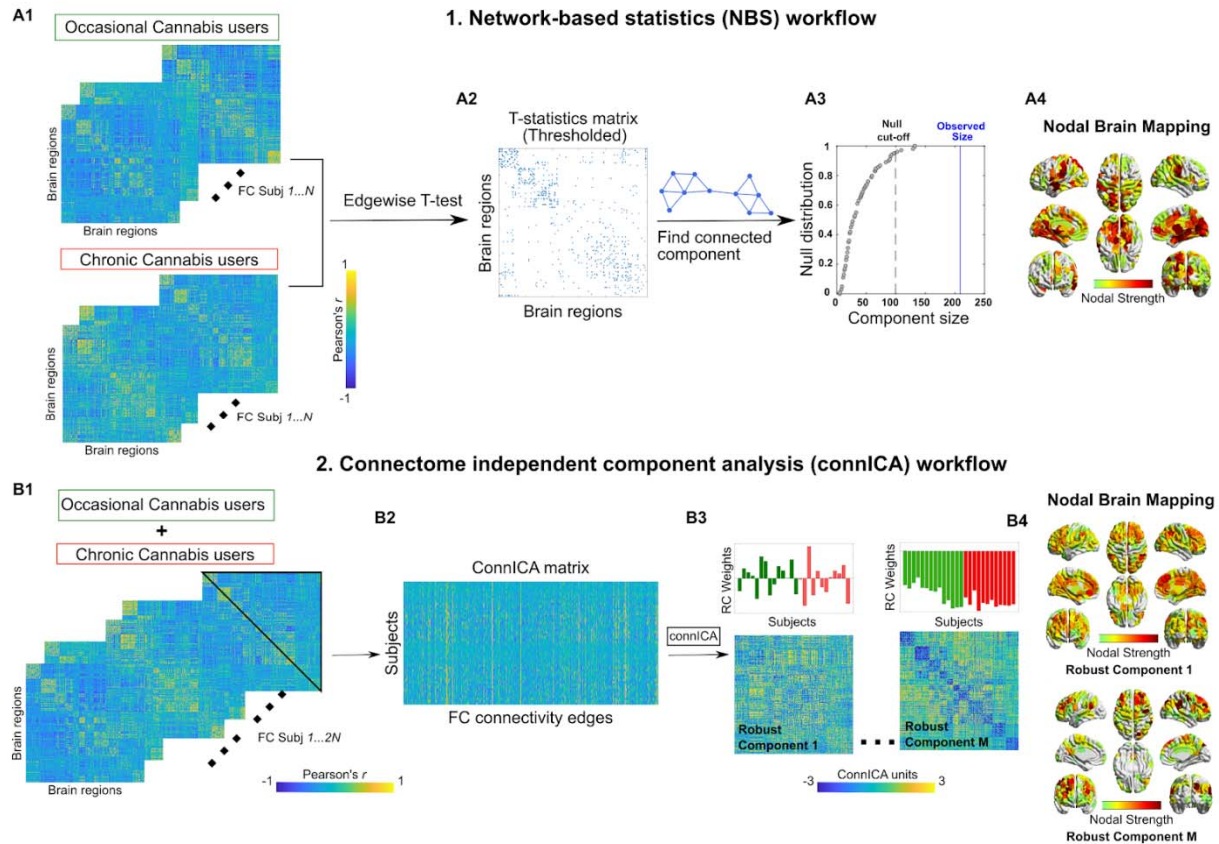 1. Network-based statistics (NBS) workflow
A1
Occasional Cannabis users
Brain regions
FC Subj 1...N
Brain regions
Chronic Cannabis users
Brain regions
FC Subj 1...N
Brain regions
1
Pearson's r
-1
Edgewise T-test
A2
T-statistics matrix
(Thresholded)
Brain regions
Brain regions
Find connected
component
A3
Null
cut-off
Observed
Size
Null distribution
1
0.8
0.6
0.4
0.2
0
0 50 100 150 200 250
Component size
A4
Nodal Brain Mapping
Nodal Strength
2. Connectome independent component analysis (connICA) workflow
B1
Occasional Cannabis users
+
Chronic Cannabis users
Brain regions
FC Subj 1...2N
Brain regions
Pearson's r
-1 1
B2
ConnICA matrix
Subjects
FC connectivity edges
connICA
B3
RC Weights
Subjects
Robust
Component 1
RC Weights
Subjects
Robust
Component M
ConnICA units
-3 3
B4
Nodal Brain Mapping
Nodal Strength
Robust Component 1
Nodal Strength
Robust Component M